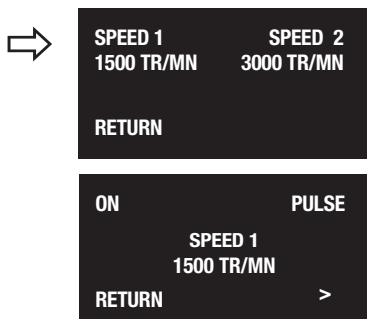 SPEED 1 SPEED 2
1500 TR/MN 3000 TR/MN
RETURN
ON PULSE
SPEED 1
1500 TR/MN
RETURN >